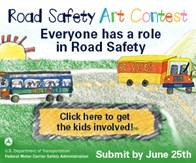 Road Safety Art Contest
Everyone has a role
in Road Safety
Click here to get
the kids involved!
U.S. Department of Transportation
Federal Motor Carrier Safety Administration
Submit by June 25th